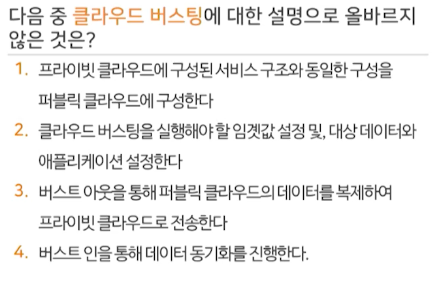 다음 중 클라우드 버스팅에 대한 설명으로 올바르지
않은 것은?
1. 프라이빗 클라우드에 구성된 서비스 구조와 동일한 구성을
퍼블릭 클라우드에 구성한다
2. 클라우드 버스팅을 실행해야 할 임곗값 설정 및, 대상 데이터와
애플리케이션 설정한다
3. 버스트 아웃을 통해 퍼블릭 클라우드의 데이터를 복제하여
프라이빗 클라우드로 전송한다
4. 버스트 인을 통해 데이터 동기화를 진행한다.